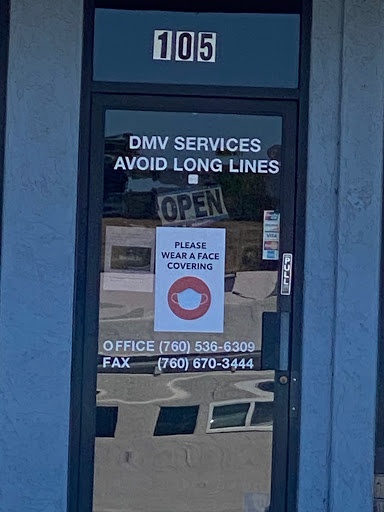 105
DMV SERVICES
AVOID LONG LINES
OPEN
PLEASE
WEAR A FACE
COVERING
PULL
OFFICE (760) 536-6309
FAX (760) 670-3444